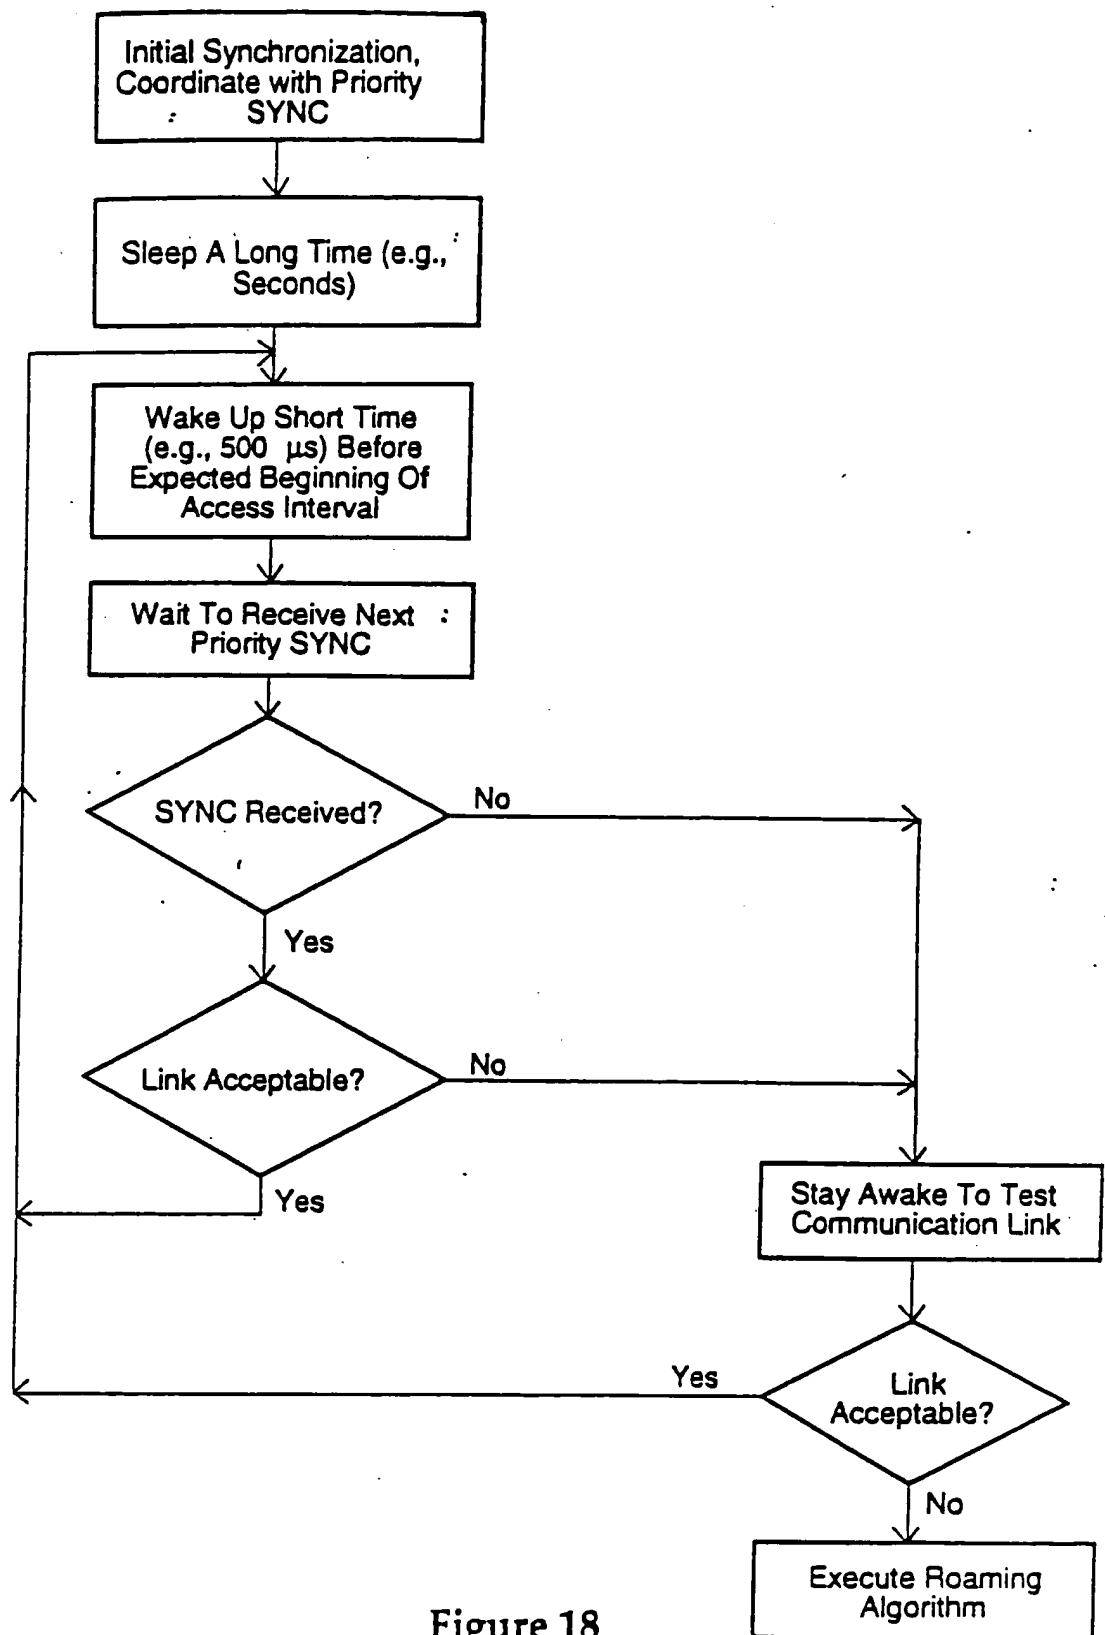 Initial Synchronization,
Coordinate with Priority
SYNC
Sleep A Long Time (e.g.,
Seconds)
Wake Up Short Time
(e.g., 500 µs) Before
Expected Beginning Of
Access Interval
Wait To Receive Next
Priority SYNC
SYNC Received?
No
Yes
Link Acceptable?
No
Yes
Stay Awake To Test
Communication Link
Link
Acceptable?
Yes
No
Execute Roaming
Algorithm
Figure 18